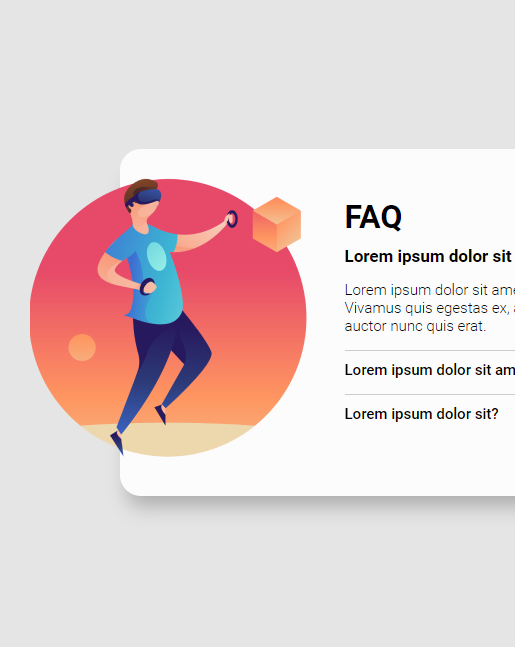 FAQ
Lorem ipsum dolor sit
Lorem ipsum dolor sit ame
Vivamus quis egestas ex,
auctor nunc quis erat.
Lorem ipsum dolor sit am
Lorem ipsum dolor sit?